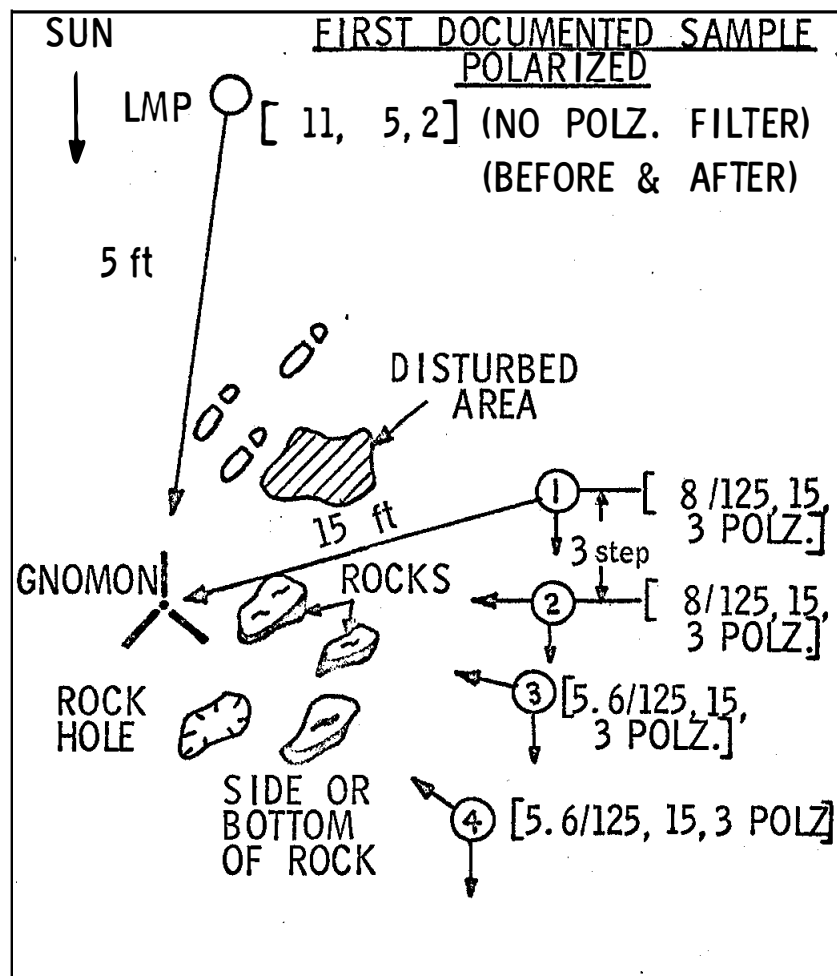 SUN
FIRST DOCUMENTED SAMPLE
POLARIZED
LMP
[ 11, 5, 2] (NO POLZ. FILTER)
(BEFORE & AFTER)
5 ft
DISTURBED
AREA
1
[ 8/125, 15,
3 POLZ.]
15 ft
3 step
GNOMON
ROCKS
2
[ 8/125, 15,
3 POLZ.]
3
[5.6/125, 15,
3 POLZ.]
ROCK
HOLE
SIDE OR
BOTTOM
OF ROCK
4
[5.6/125, 15, 3 POLZ]